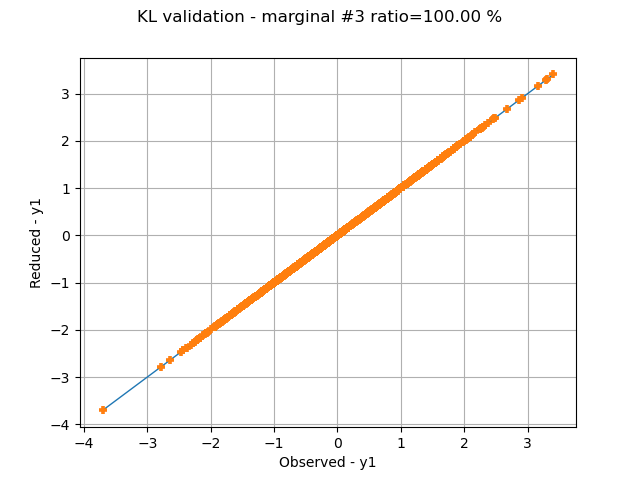 KL validation - marginal #3 ratio=100.00 %
3
2
1
0
−1
−2
−3
−4
Reduced - y1
−4 −3 −2 −1 0 1 2 3
Observed - y1